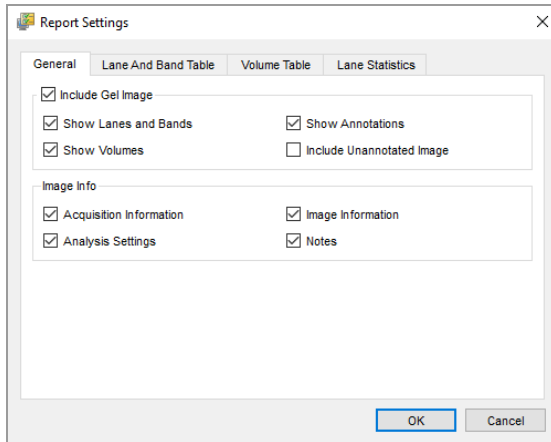 Report Settings
General Lane And Band Table Volume Table Lane Statistics
Include Gel Image
Show Lanes and Bands Show Annotations
Show Volumes Include Unannotated Image
Image Info
Acquisition Information Image Information
Analysis Settings Notes
OK Cancel